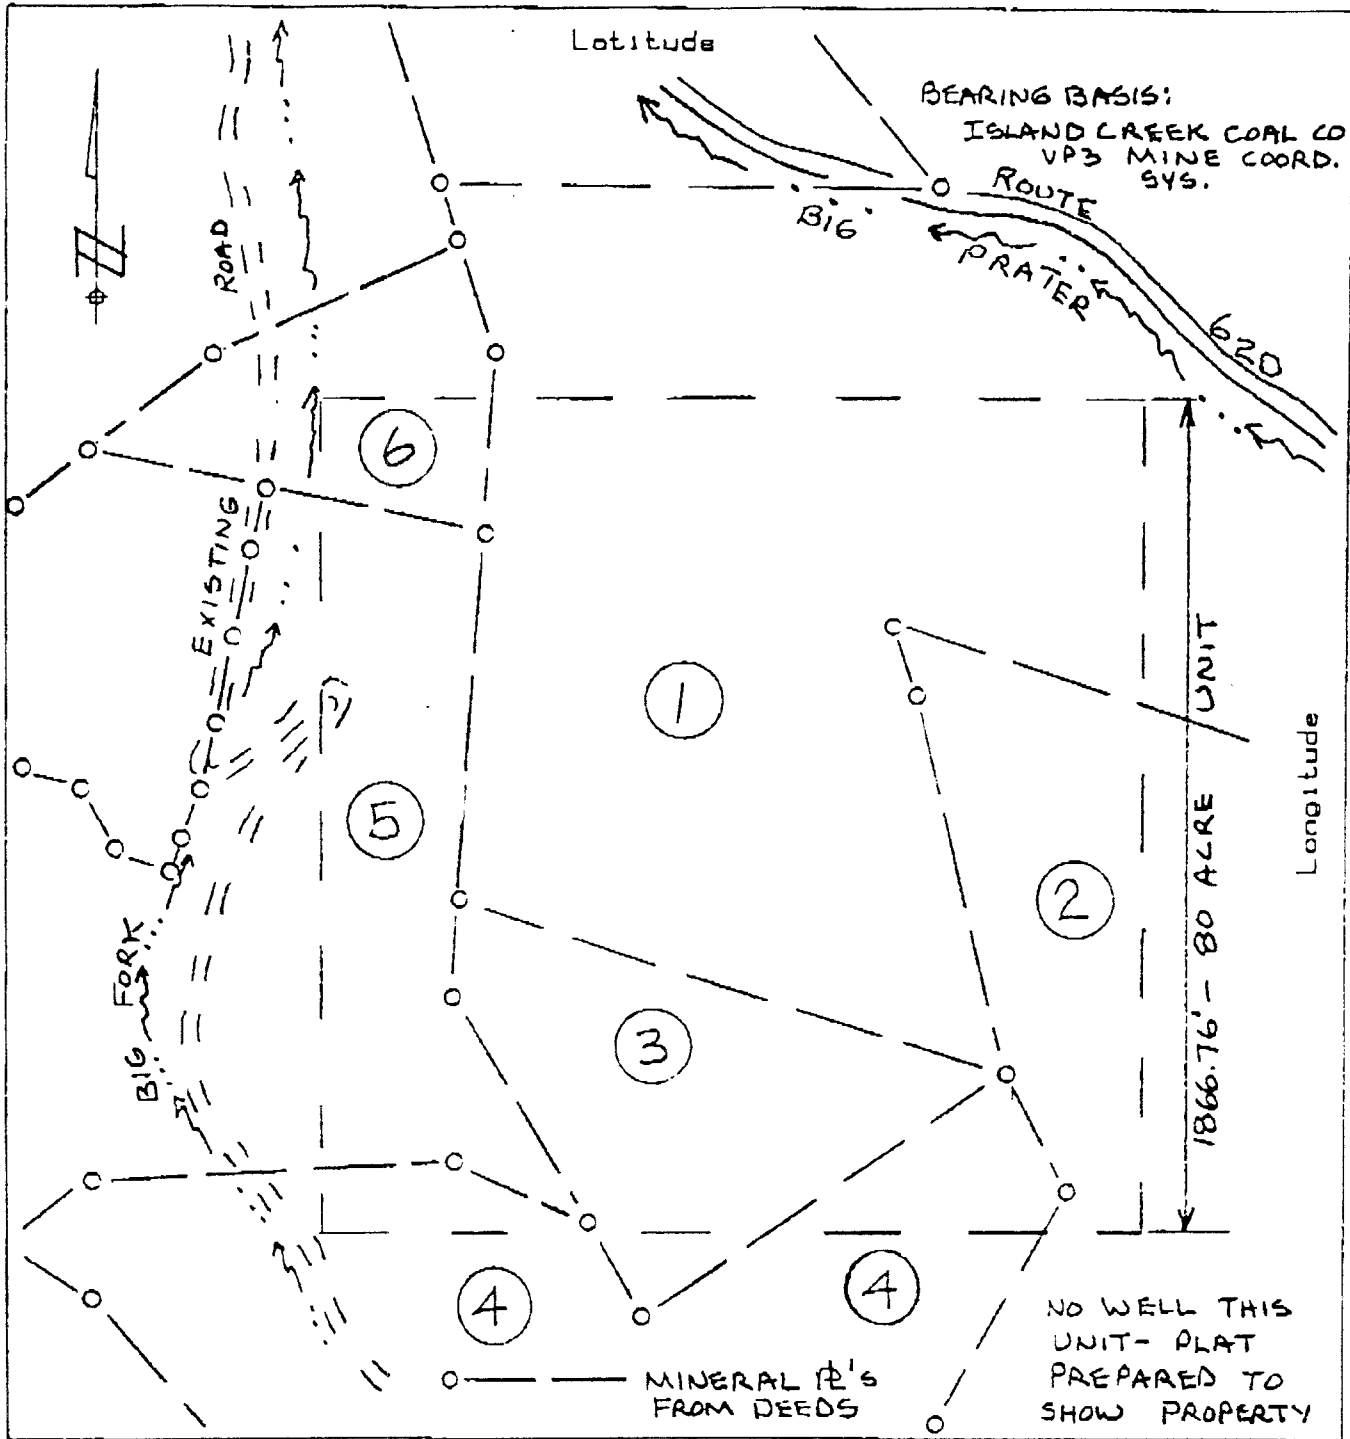 Lotitude
BEARING BASIS:
ISLAND CREEK COAL CO
VP3 MINE COORD.
SYS.
ROUTE
BIG
PRATER
620
N
ROAD
EXISTING
6
1
5
2
3
UNIT
1866.76' - 80 ACRE
Longitude
BIG FORK
4
4
MINERAL PL's
FROM DEEDS
NO WELL THIS
UNIT- PLAT
PREPARED TO
SHOW PROPERTY